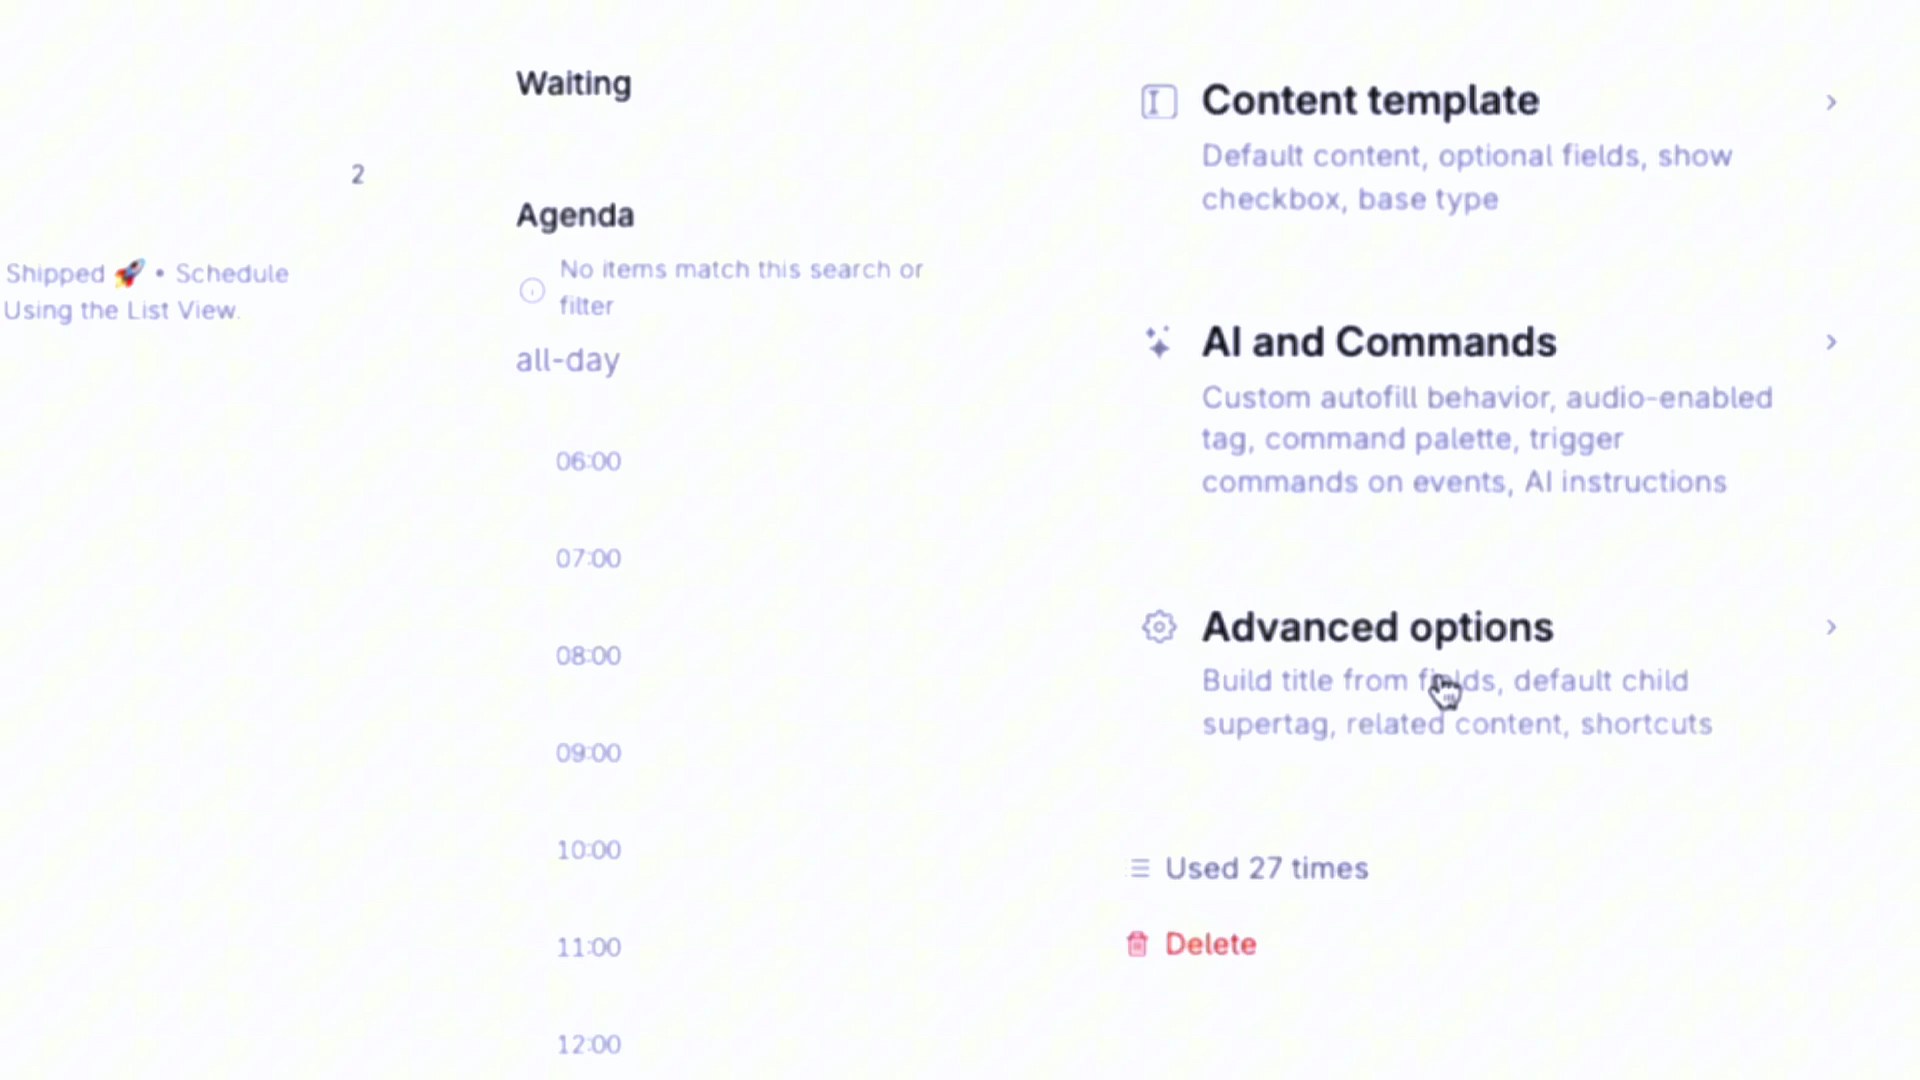 2
Shipped 🚀 • Schedule
Using the List View.
Waiting
Agenda
No items match this search or
filter
all-day
06:00
07:00
08:00
09:00
10:00
11:00
12:00
Content template
Default content, optional fields, show
checkbox, base type
AI and Commands
Custom autofill behavior, audio-enabled
tag, command palette, trigger
commands on events, AI instructions
Advanced options
Build title from fields, default child
supertag, related content, shortcuts
Used 27 times
Delete